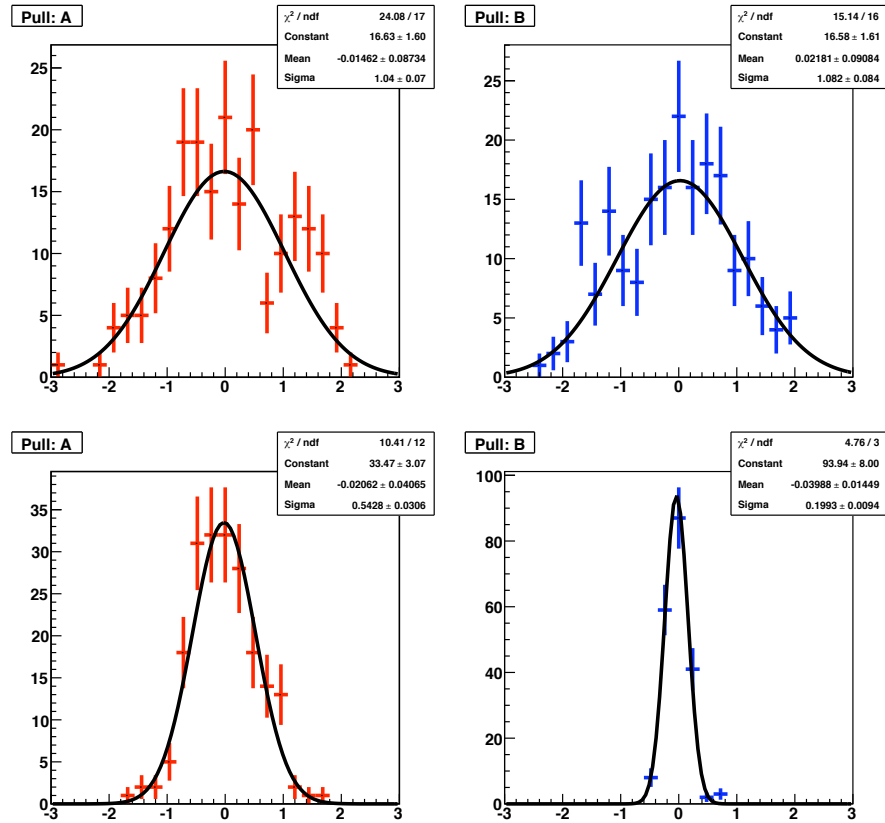 Pull: A
χ² / ndf 24.08 / 17
Constant 16.63 ± 1.60
Mean -0.01462 ± 0.08734
Sigma 1.04 ± 0.07
25
20
15
10
5
0
-3 -2 -1 0 1 2 3
Pull: B
χ² / ndf 15.14 / 16
Constant 16.58 ± 1.61
Mean 0.02181 ± 0.09084
Sigma 1.082 ± 0.084
25
20
15
10
5
0
-3 -2 -1 0 1 2 3
Pull: A
χ² / ndf 10.41 / 12
Constant 33.47 ± 3.07
Mean -0.02062 ± 0.04065
Sigma 0.5428 ± 0.0306
35
30
25
20
15
10
5
0
-3 -2 -1 0 1 2 3
Pull: B
χ² / ndf 4.76 / 3
Constant 93.94 ± 8.00
Mean -0.03988 ± 0.01449
Sigma 0.1993 ± 0.0094
100
80
60
40
20
0
-3 -2 -1 0 1 2 3